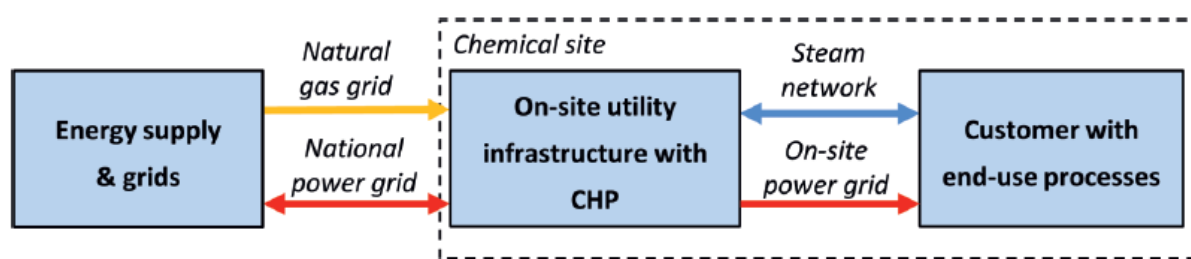 Chemical site
Natural
gas grid
Steam
network
Energy supply
& grids
On-site utility
infrastructure with
CHP
Customer with
end-use processes
National
power grid
On-site
power grid